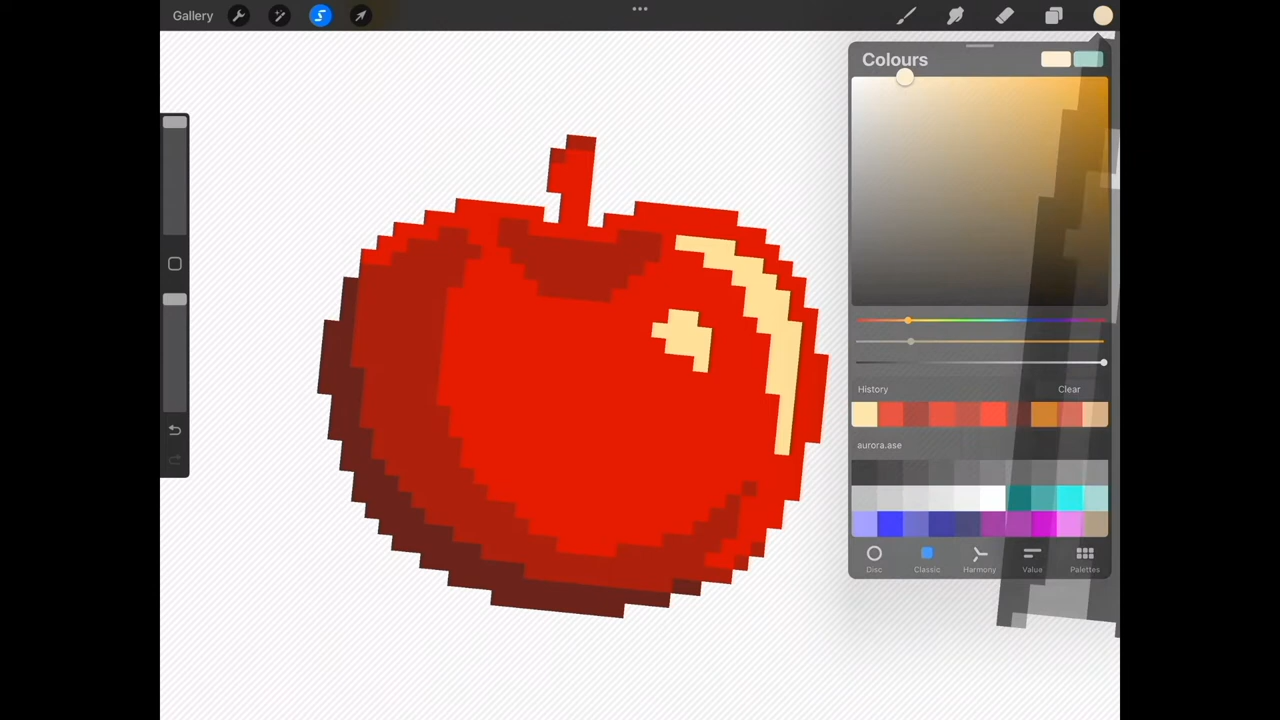 Gallery
Colours
History
Clear
aurora.ase
Disc
Classic
Harmony
Value
Palettes